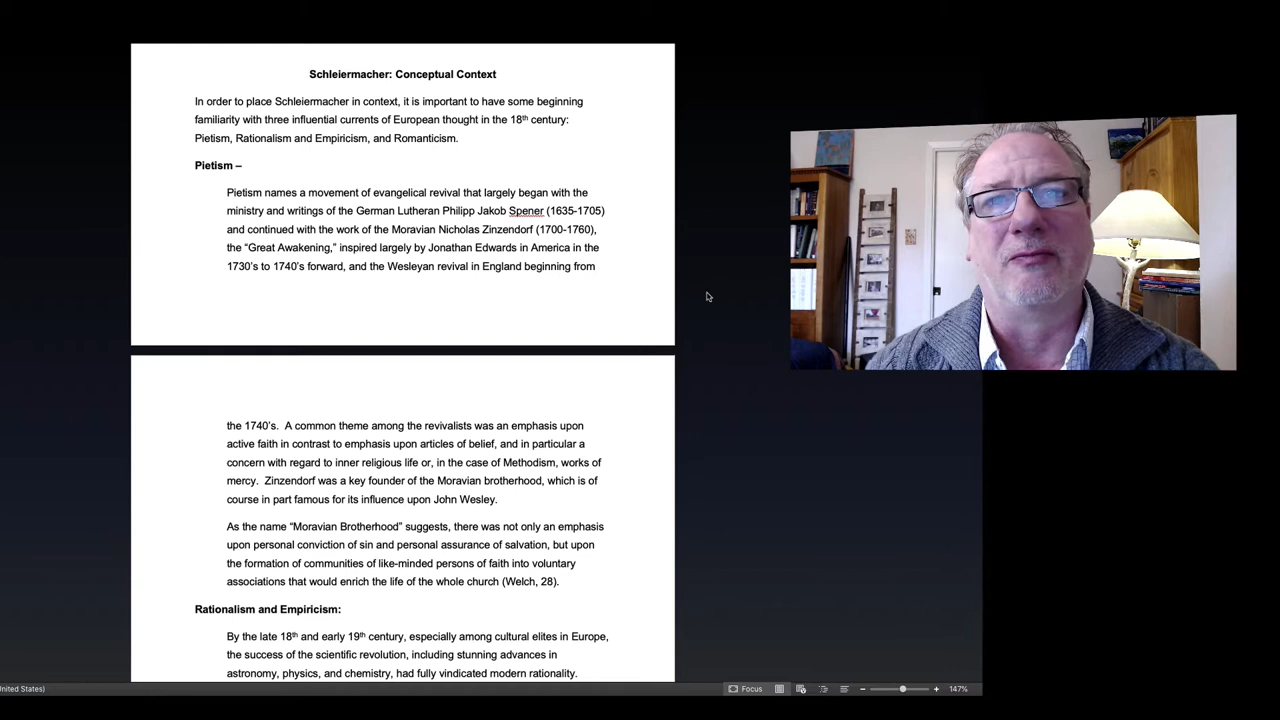 Schleiermacher: Conceptual Context
In order to place Schleiermacher in context, it is important to have some beginning
familiarity with three influential currents of European thought in the 18th century:
Pietism, Rationalism and Empiricism, and Romanticism.
Pietism –
Pietism names a movement of evangelical revival that largely began with the
ministry and writings of the German Lutheran Philipp Jakob Spener (1635-1705)
and continued with the work of the Moravian Nicholas Zinzendorf (1700-1760),
the “Great Awakening,” inspired largely by Jonathan Edwards in America in the
1730’s to 1740’s forward, and the Wesleyan revival in England beginning from
the 1740’s.  A common theme among the revivalists was an emphasis upon
active faith in contrast to emphasis upon articles of belief, and in particular a
concern with regard to inner religious life or, in the case of Methodism, works of
mercy.  Zinzendorf was a key founder of the Moravian brotherhood, which is of
course in part famous for its influence upon John Wesley.
As the name “Moravian Brotherhood” suggests, there was not only an emphasis
upon personal conviction of sin and personal assurance of salvation, but upon
the formation of communities of like-minded persons of faith into voluntary
associations that would enrich the life of the whole church (Welch, 28).
Rationalism and Empiricism:
By the late 18th and early 19th century, especially among cultural elites in Europe,
the success of the scientific revolution, including stunning advances in
astronomy, physics, and chemistry, had fully vindicated modern rationality.
United States)
Focus
147%